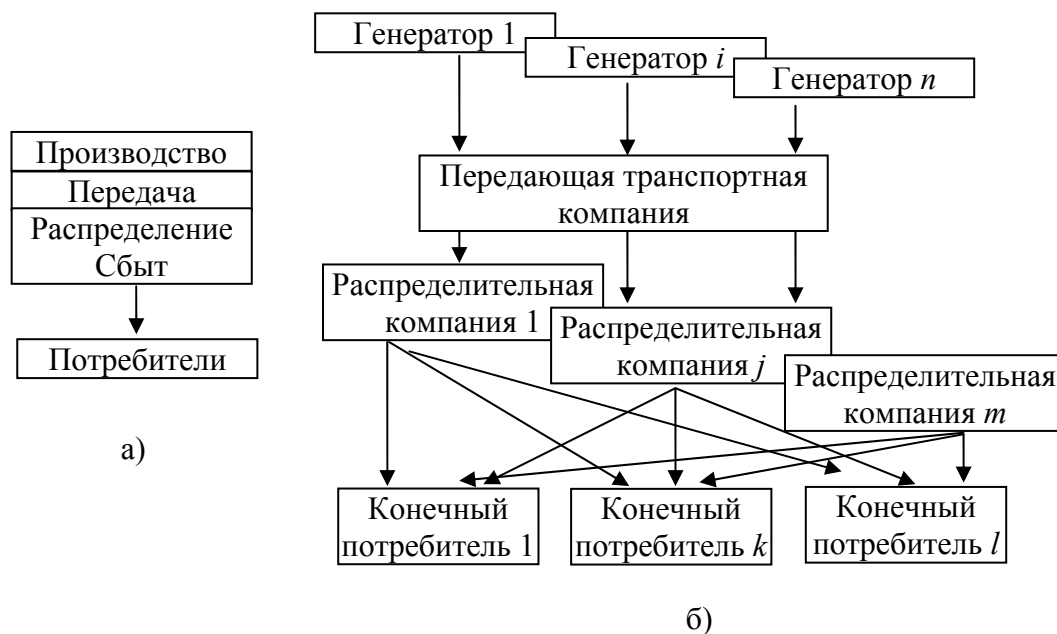 Производство
Передача
Распределение
Сбыт
Потребители
а)
Генератор 1
Генератор i
Генератор n
Передающая транспортная
компания
Распределительная
компания 1
Распределительная
компания j
Распределительная
компания m
Конечный
потребитель 1
Конечный
потребитель k
Конечный
потребитель l
б)